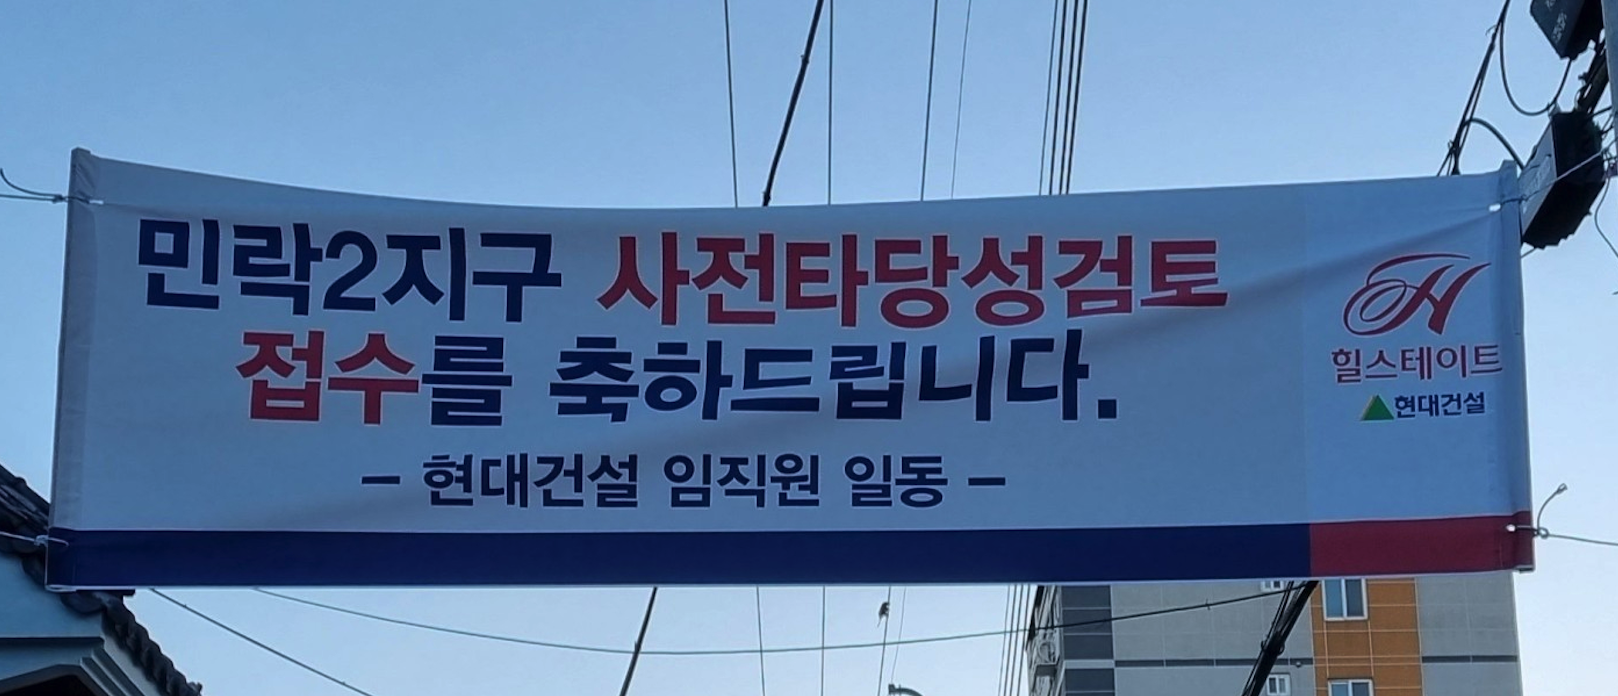 민락2지구 사전타당성검토
접수를 축하드립니다.
- 현대건설 임직원 일동 -
힐스테이트
현대건설